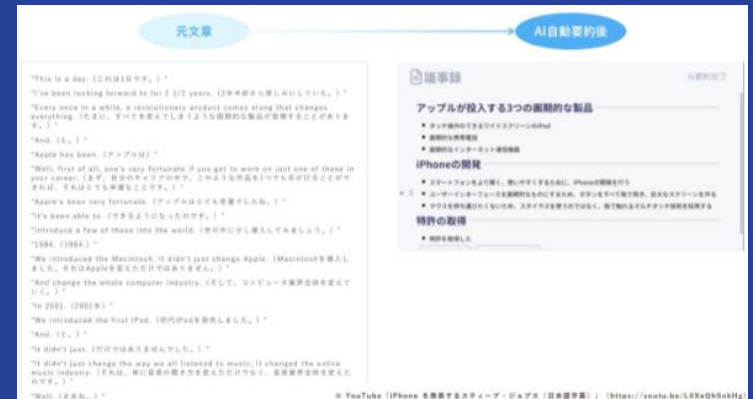 元文章
AI自動要約後
"This is a day. (これは1日です。) "
"I've been looking forward to for 2 1/2 years. (2年半前から楽しみにしていた。) "
"Every once in a while, a revolutionary product comes along that changes
everything. (たまに、すべてを変えてしまうような画期的な製品が登場することがありま
す。) "
"And. (と。) "
"Apple has been. (アップルは) "
"Well, first of all, one's very fortunate if you get to work on just one of these in
your career. (まず、自分のキャリアの中で、このような作品を1つでも手がけることがで
きれば、それはとても幸運なことです。) "
"Apple's been very fortunate. (アップルはとても幸運でしたね。) "
"It's been able to. (できるようになったのです。) "
"Introduce a few of these into the world. (世の中に少し導入してみましょう。) "
"1984. (1984.) "
"We introduced the Macintosh. It didn't just change Apple. (Macintoshを導入し
ました。それはAppleを変えただけではありません。) "
"And change the whole computer industry. (そして、コンピュータ業界全体を変えて
いく。) "
"In 2001. (2001年) "
"We introduced the first iPod. (初代iPodを発売しました。) "
"And. (と。) "
"It didn't just. (だけではありませんでした。) "
"It didn't just change the way we all listened to music, it changed the entire
music industry. (それは、単に音楽の聴き方を変えただけでなく、音楽業界全体を変えた
のです。) "
"Well. (まあね。) "
議事録
AI要約完了
アップルが投入する3つの画期的な製品
タッチ操作のできるワイドスクリーンのiPod
画期的な携帯電話
画期的なインターネット通信機器
iPhoneの開発
スマートフォンをより賢く、使いやすくするために、iPhoneの開発を行う
ユーザーインターフェースを画期的なものにするため、ボタンをすべて取り除き、巨大なスクリーンを作る
マウスを持ち運びたくないため、スタイラスを使うのではなく、指で触れるマルチタッチ技術を採用する
特許の取得
特許を取得した
※ YouTube「iPhone を発表するスティーブ・ジョブス（日本語字幕）」